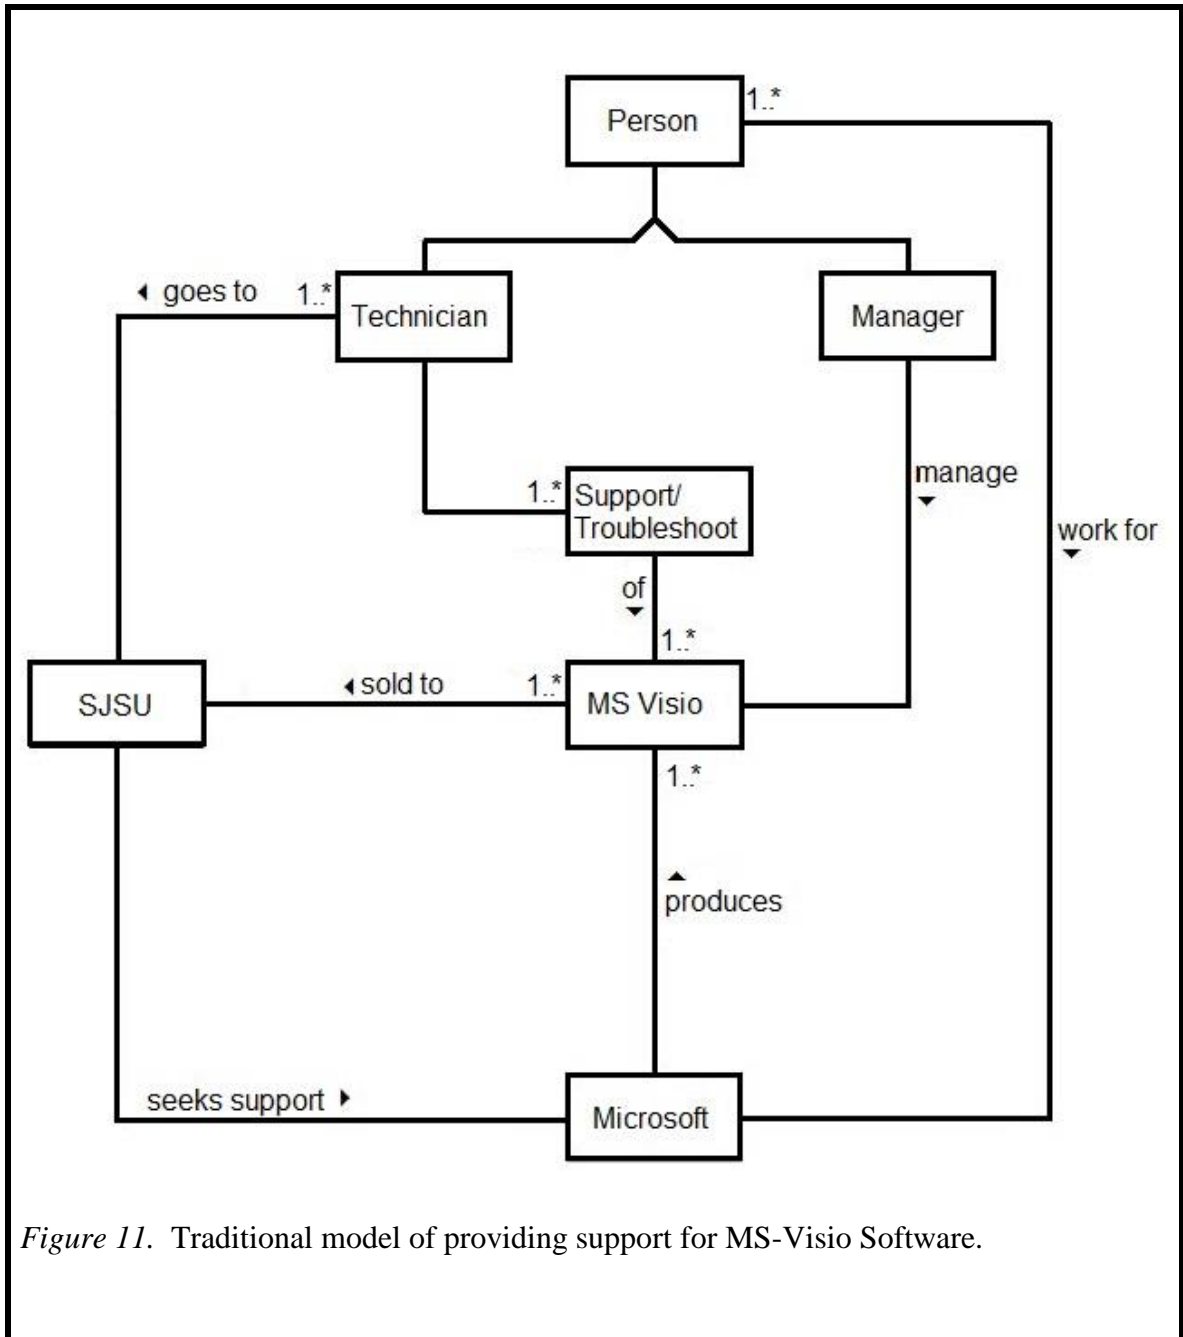 Person
1..*
◄ goes to
1..*
Technician
Manager
1..*
Support/
Troubleshoot
manage
▼
work for
▼
of
▼
1..*
SJSU
◄ sold to
1..*
MS Visio
1..*
▲
produces
seeks support ►
Microsoft
Figure 11. Traditional model of providing support for MS-Visio Software.